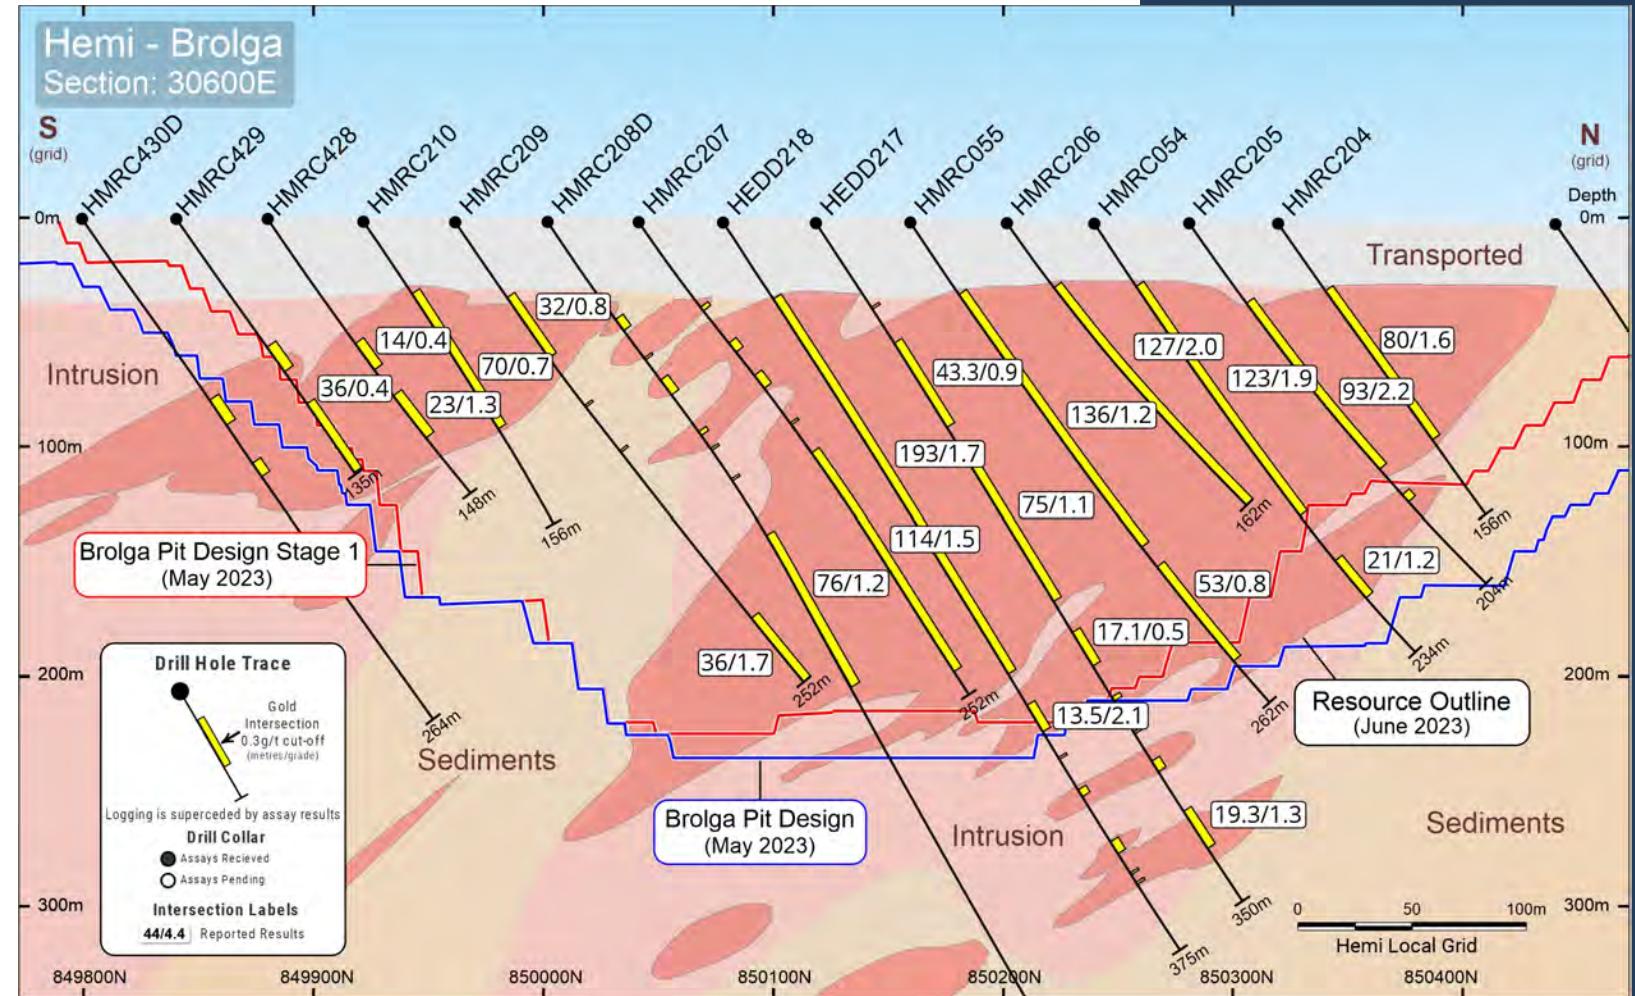 Hemi - Brolga
Section: 30600E
S
(grid)
N
(grid)
HMRC430D
HMRC429
HMRC428
HMRC210
HMRC209
HMRC208D
HMRC207
HEDD218
HEDD217
HMRC055
HMRC206
HMRC054
HMRC205
HMRC204
Depth
0m
0m
Transported
32/0.8
14/0.4
80/1.6
127/2.0
70/0.7
43.3/0.9
Intrusion
123/1.9
36/0.4
93/2.2
23/1.3
136/1.2
100m
100m
193/1.7
135m
148m
75/1.1
162m
156m
156m
114/1.5
Brolga Pit Design Stage 1
(May 2023)
21/1.2
76/1.2
53/0.8
204m
17.1/0.5
234m
36/1.7
200m
200m
252m
252m
262m
264m
13.5/2.1
Resource Outline
(June 2023)
Drill Hole Trace
Gold
Intersection
0.3g/t cut-off
(metres/grade)
Logging is superceded by assay results
Drill Collar
Assays Recieved
Assays Pending
Intersection Labels
44/4.4 Reported Results
Sediments
Brolga Pit Design
(May 2023)
19.3/1.3
Intrusion
Sediments
300m
300m
350m
375m
0 50 100m
Hemi Local Grid
849800N
849900N
850000N
850100N
850200N
850300N
850400N